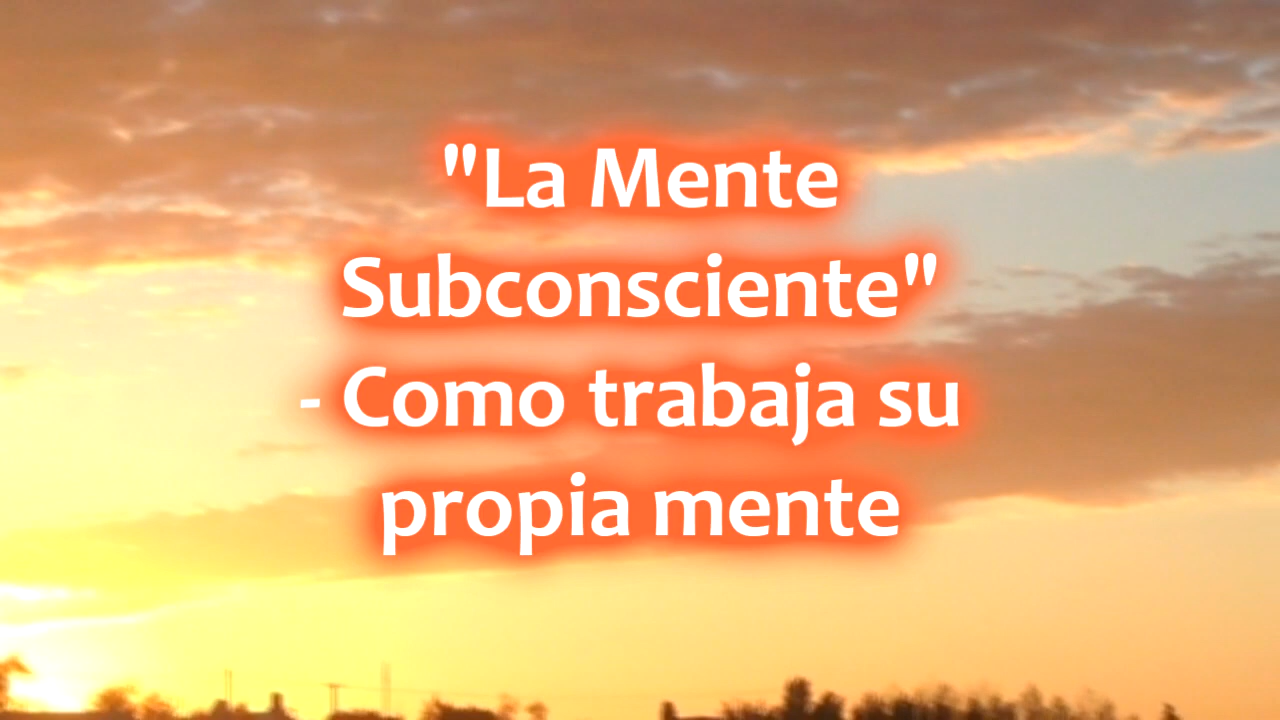 "La Mente
Subconsciente"
- Como trabaja su
propia mente